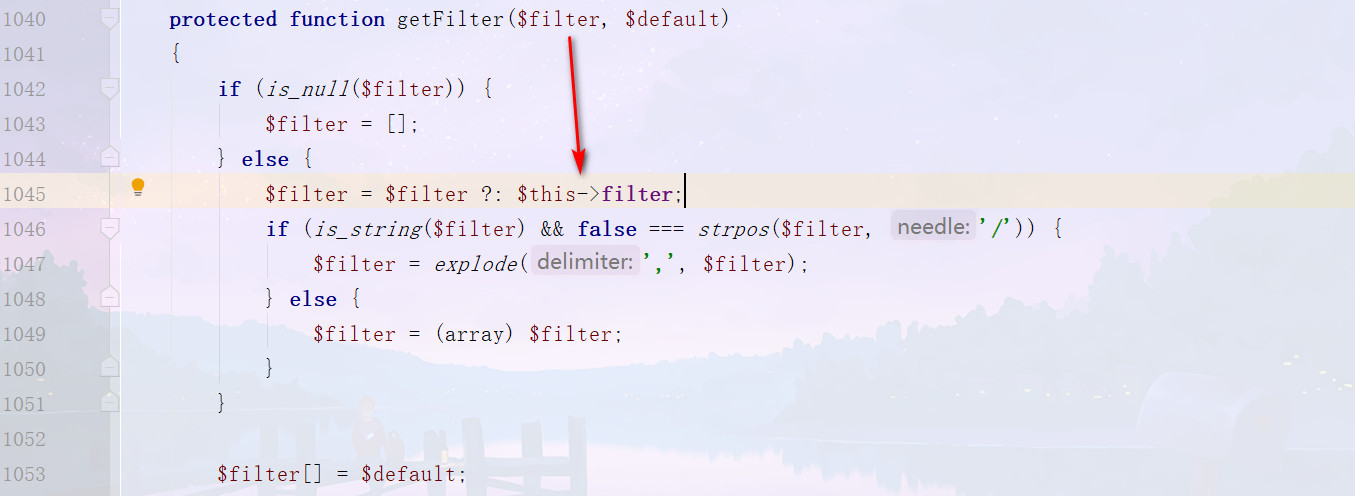 1040 protected function getFilter($filter, $default)
1041 {
1042 if (is_null($filter)) {
1043 $filter = [];
1044 } else {
1045 $filter = $filter ?: $this->filter;
1046 if (is_string($filter) && false === strpos($filter, needle: '/')) {
1047 $filter = explode( delimiter: ',', $filter);
1048 } else {
1049 $filter = (array) $filter;
1050 }
1051 }
1052
1053 $filter[] = $default;